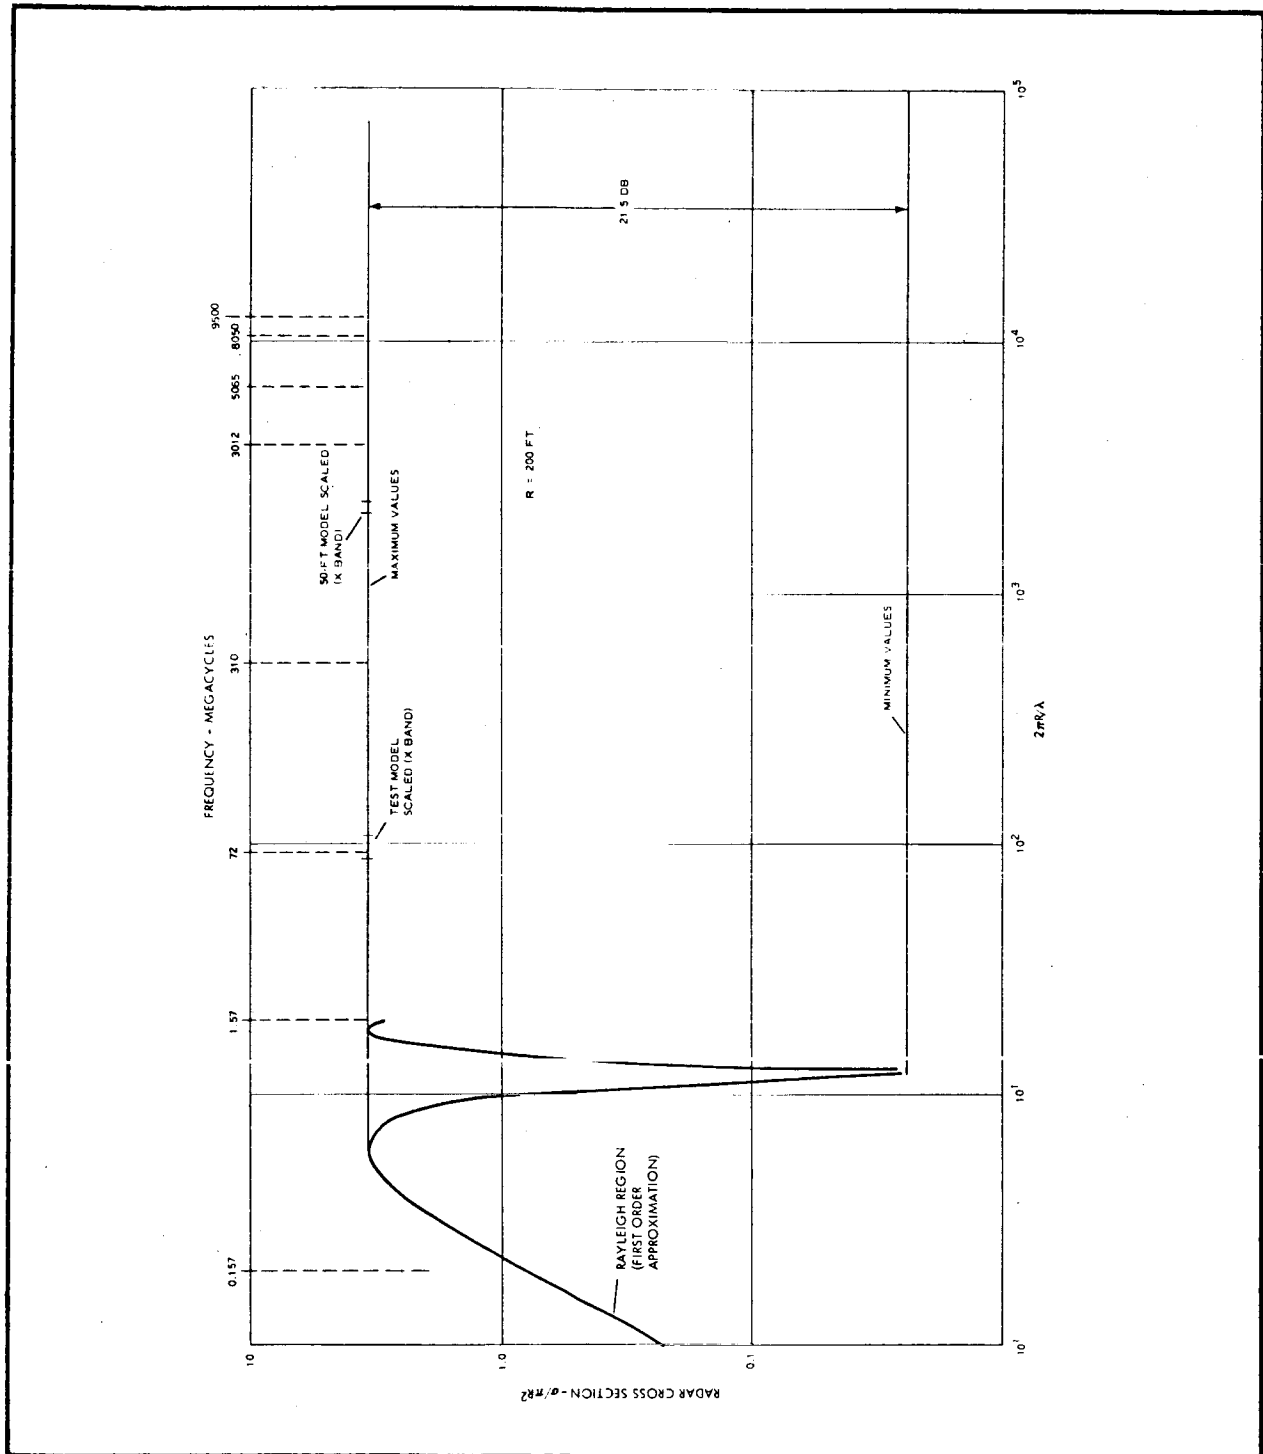 FREQUENCY - MEGACYCLES
0.157
1.57
72
310
3012
5065
8050
9500
TEST MODEL
SCALED (X BAND)
50-FT MODEL SCALED
(X BAND)
MAXIMUM VALUES
R = 200 FT
21.5 DB
RAYLEIGH REGION
(FIRST ORDER
APPROXIMATION)
MINIMUM VALUES
RADAR CROSS SECTION - σ/πR²
10
1.0
0.1
10¹
10²
10³
10⁴
10⁵
2πR/λ